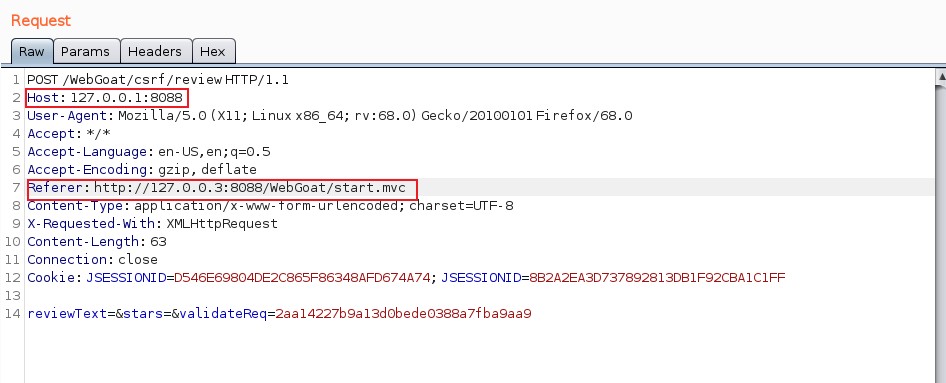 Request
Raw Params Headers Hex
1 POST /WebGoat/csrf/review HTTP/1.1
2 Host: 127.0.0.1:8088
3 User-Agent: Mozilla/5.0 (X11; Linux x86_64; rv:68.0) Gecko/20100101 Firefox/68.0
4 Accept: */*
5 Accept-Language: en-US,en;q=0.5
6 Accept-Encoding: gzip, deflate
7 Referer: http://127.0.0.3:8088/WebGoat/start.mvc
8 Content-Type: application/x-www-form-urlencoded; charset=UTF-8
9 X-Requested-With: XMLHttpRequest
10 Content-Length: 63
11 Connection: close
12 Cookie: JSESSIONID=D546E69804DE2C865F86348AFD674A74; JSESSIONID=8B2A2EA3D737892813DB1F92CBA1C1FF
13
14 reviewText=&stars=&validateReq=2aa14227b9a13d0bede0388a7fba9aa9